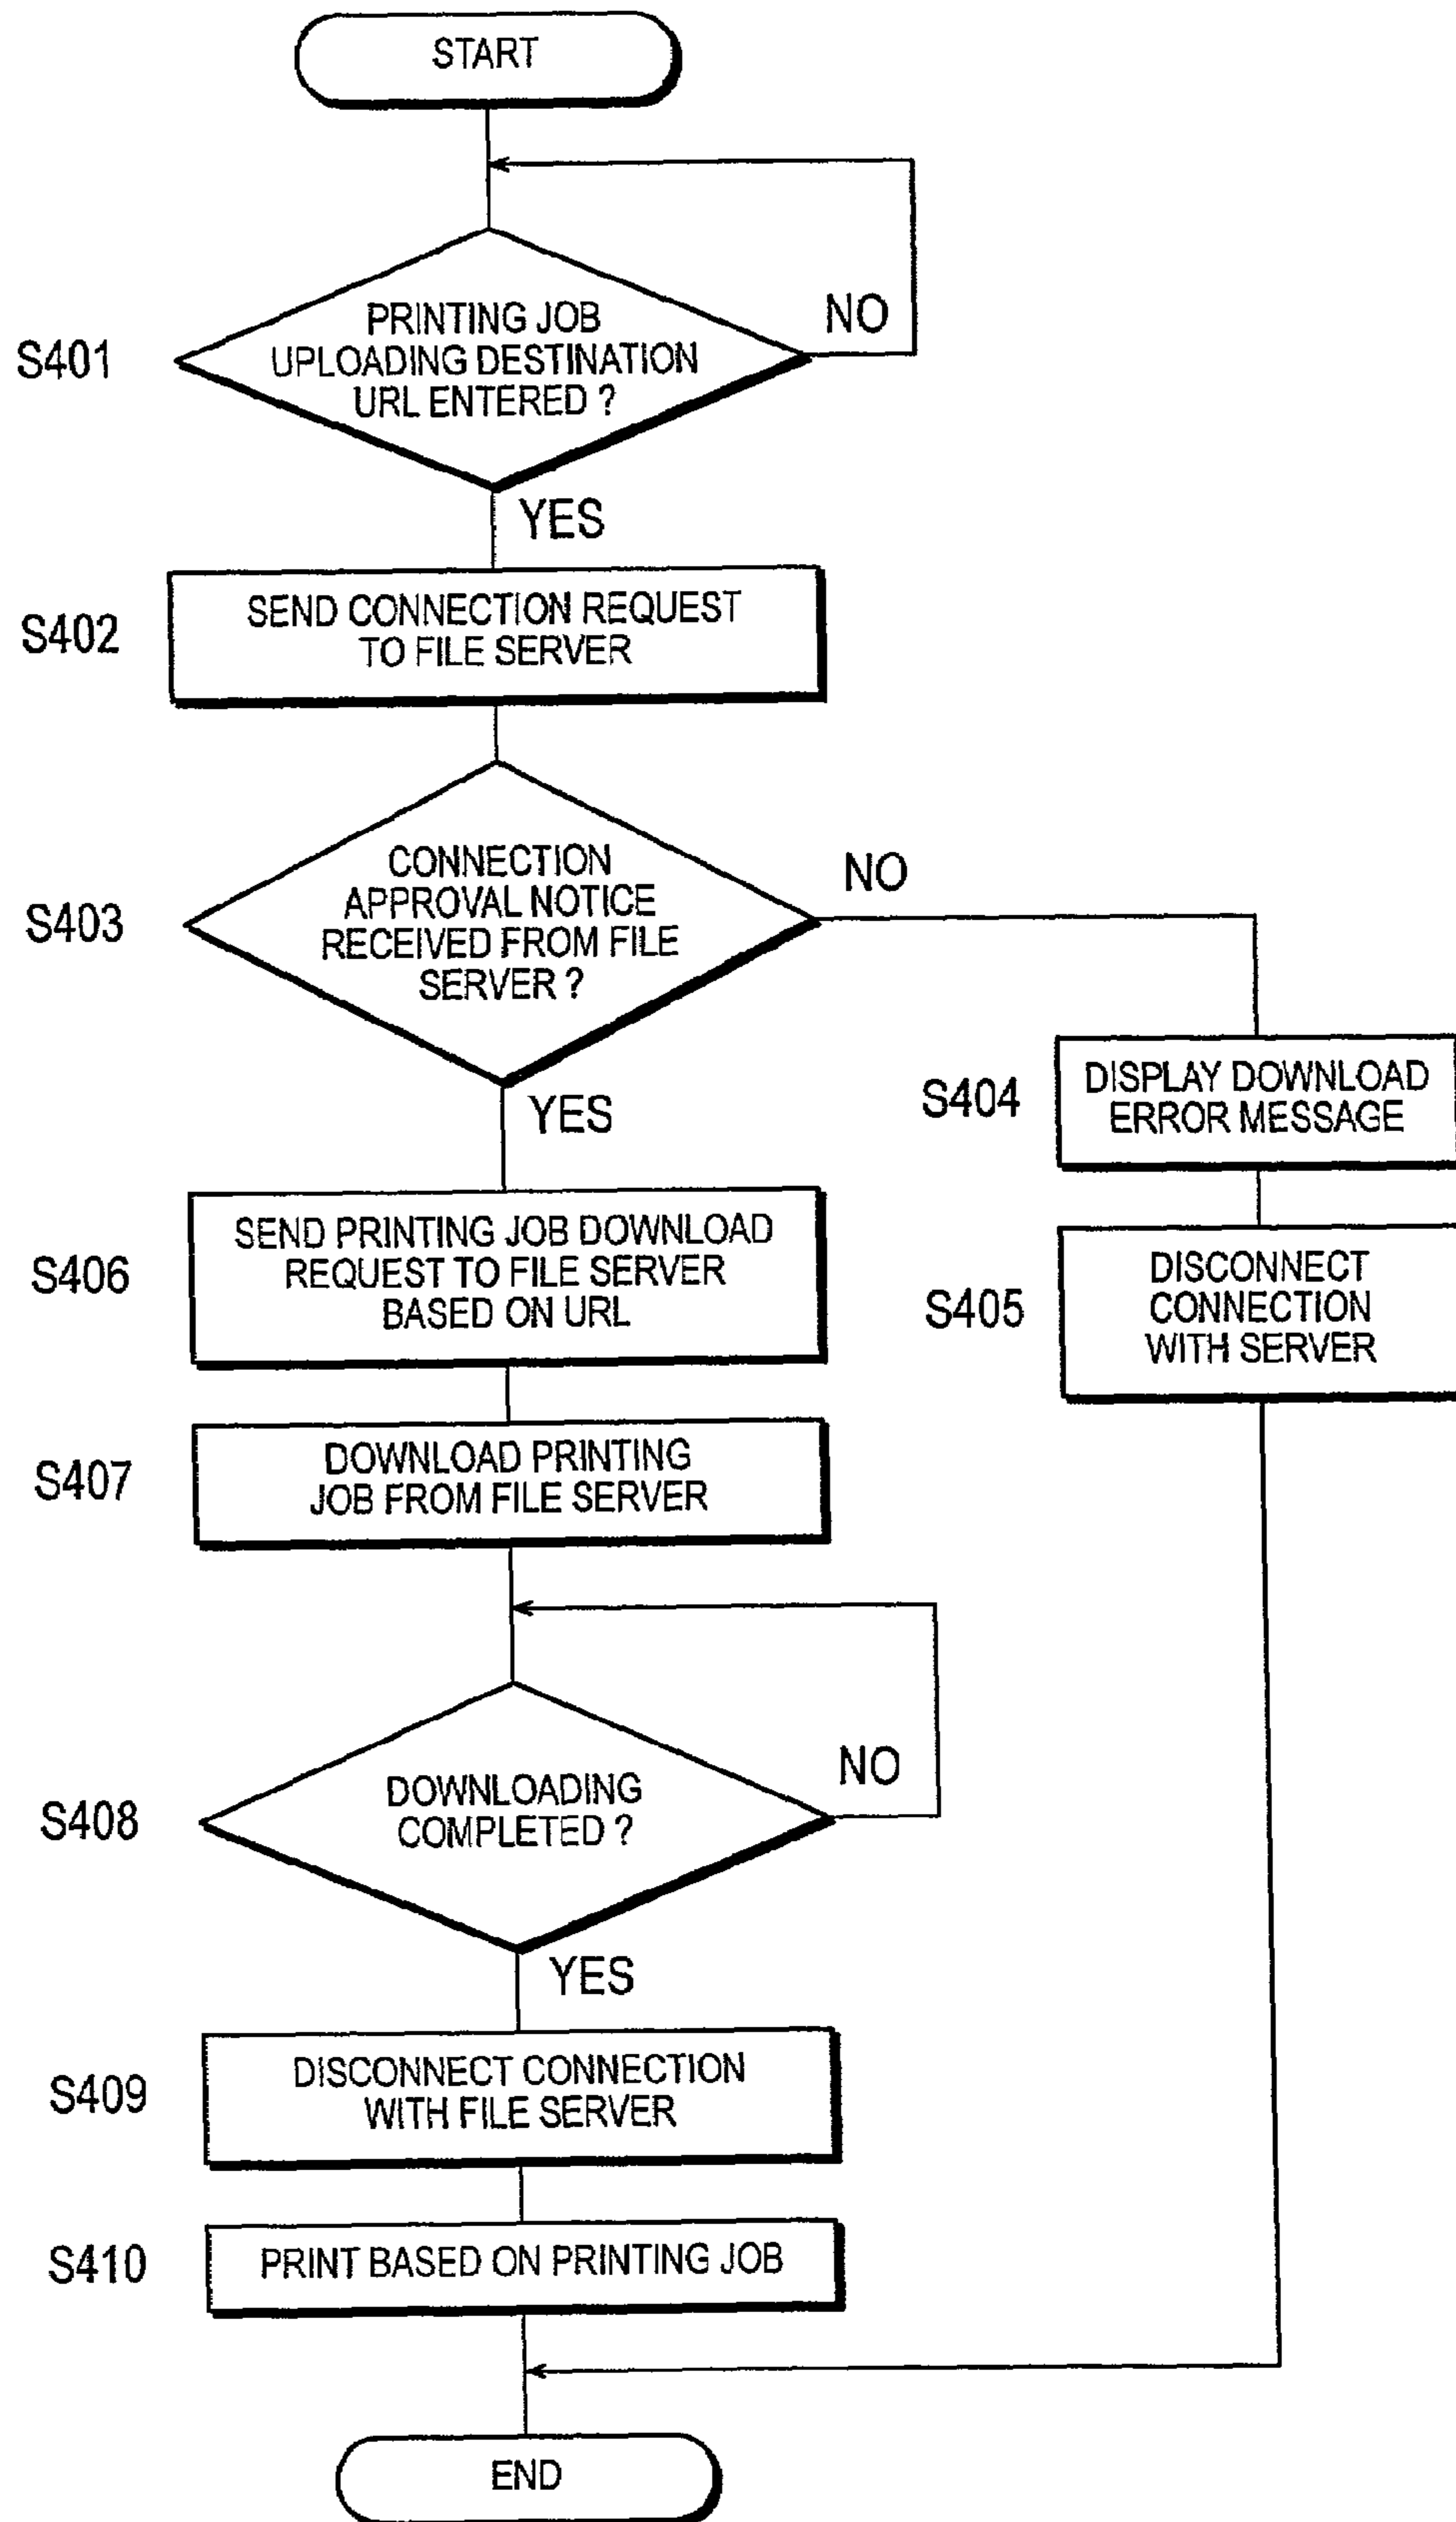 START
S401
PRINTING JOB
UPLOADING DESTINATION
URL ENTERED ?
NO
YES
S402
SEND CONNECTION REQUEST
TO FILE SERVER
S403
CONNECTION
APPROVAL NOTICE
RECEIVED FROM FILE
SERVER ?
NO
YES
S404
DISPLAY DOWNLOAD
ERROR MESSAGE
S405
DISCONNECT
CONNECTION
WITH SERVER
S406
SEND PRINTING JOB DOWNLOAD
REQUEST TO FILE SERVER
BASED ON URL
S407
DOWNLOAD PRINTING
JOB FROM FILE SERVER
S408
DOWNLOADING
COMPLETED ?
NO
YES
S409
DISCONNECT CONNECTION
WITH FILE SERVER
S410
PRINT BASED ON PRINTING JOB
END